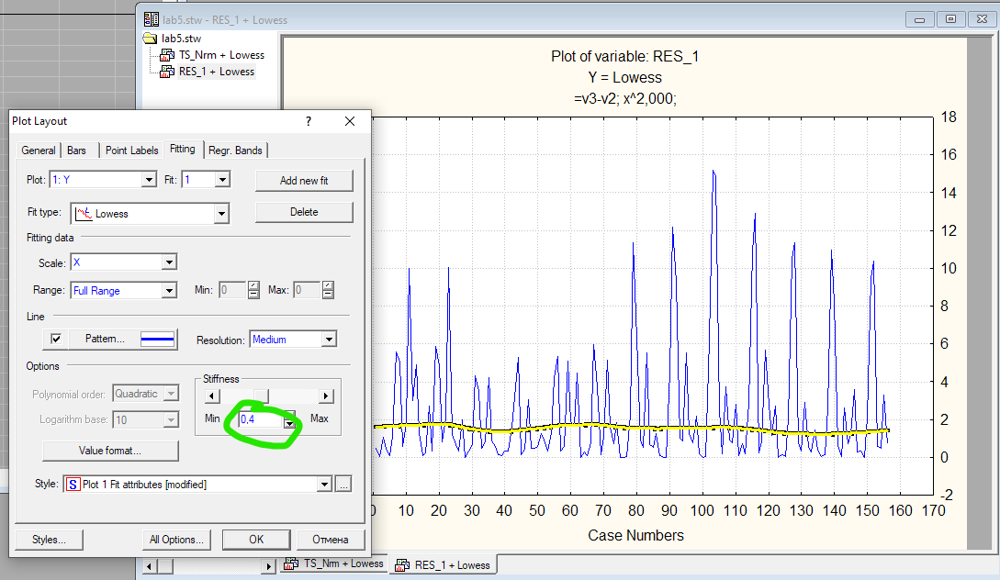 lab5.stw - RES_1 + Lowess
lab5.stw
TS_Nrm + Lowess
RES_1 + Lowess
Plot of variable: RES_1
Y = Lowess
=v3-v2; x^2,000;
Plot Layout
?
General Bars Point Labels Fitting Regr. Bands
Plot: 1: Y Fit: 1 Add new fit
Fit type: Lowess Delete
Fitting data
Scale: X
Range: Full Range Min: 0 Max: 0
Line
Pattern... Resolution: Medium
Options
Stiffness
Polynomial order: Quadratic
Logarithm base: 10
Min 0.4 Max
Value format...
Style: S Plot 1 Fit attributes [modified] ...
Styles... All Options... OK Отмена
18
16
14
12
10
8
6
4
2
0
-2
0 10 20 30 40 50 60 70 80 90 100 110 120 130 140 150 160 170
Case Numbers
TS_Nrm + Lowess RES_1 + Lowess